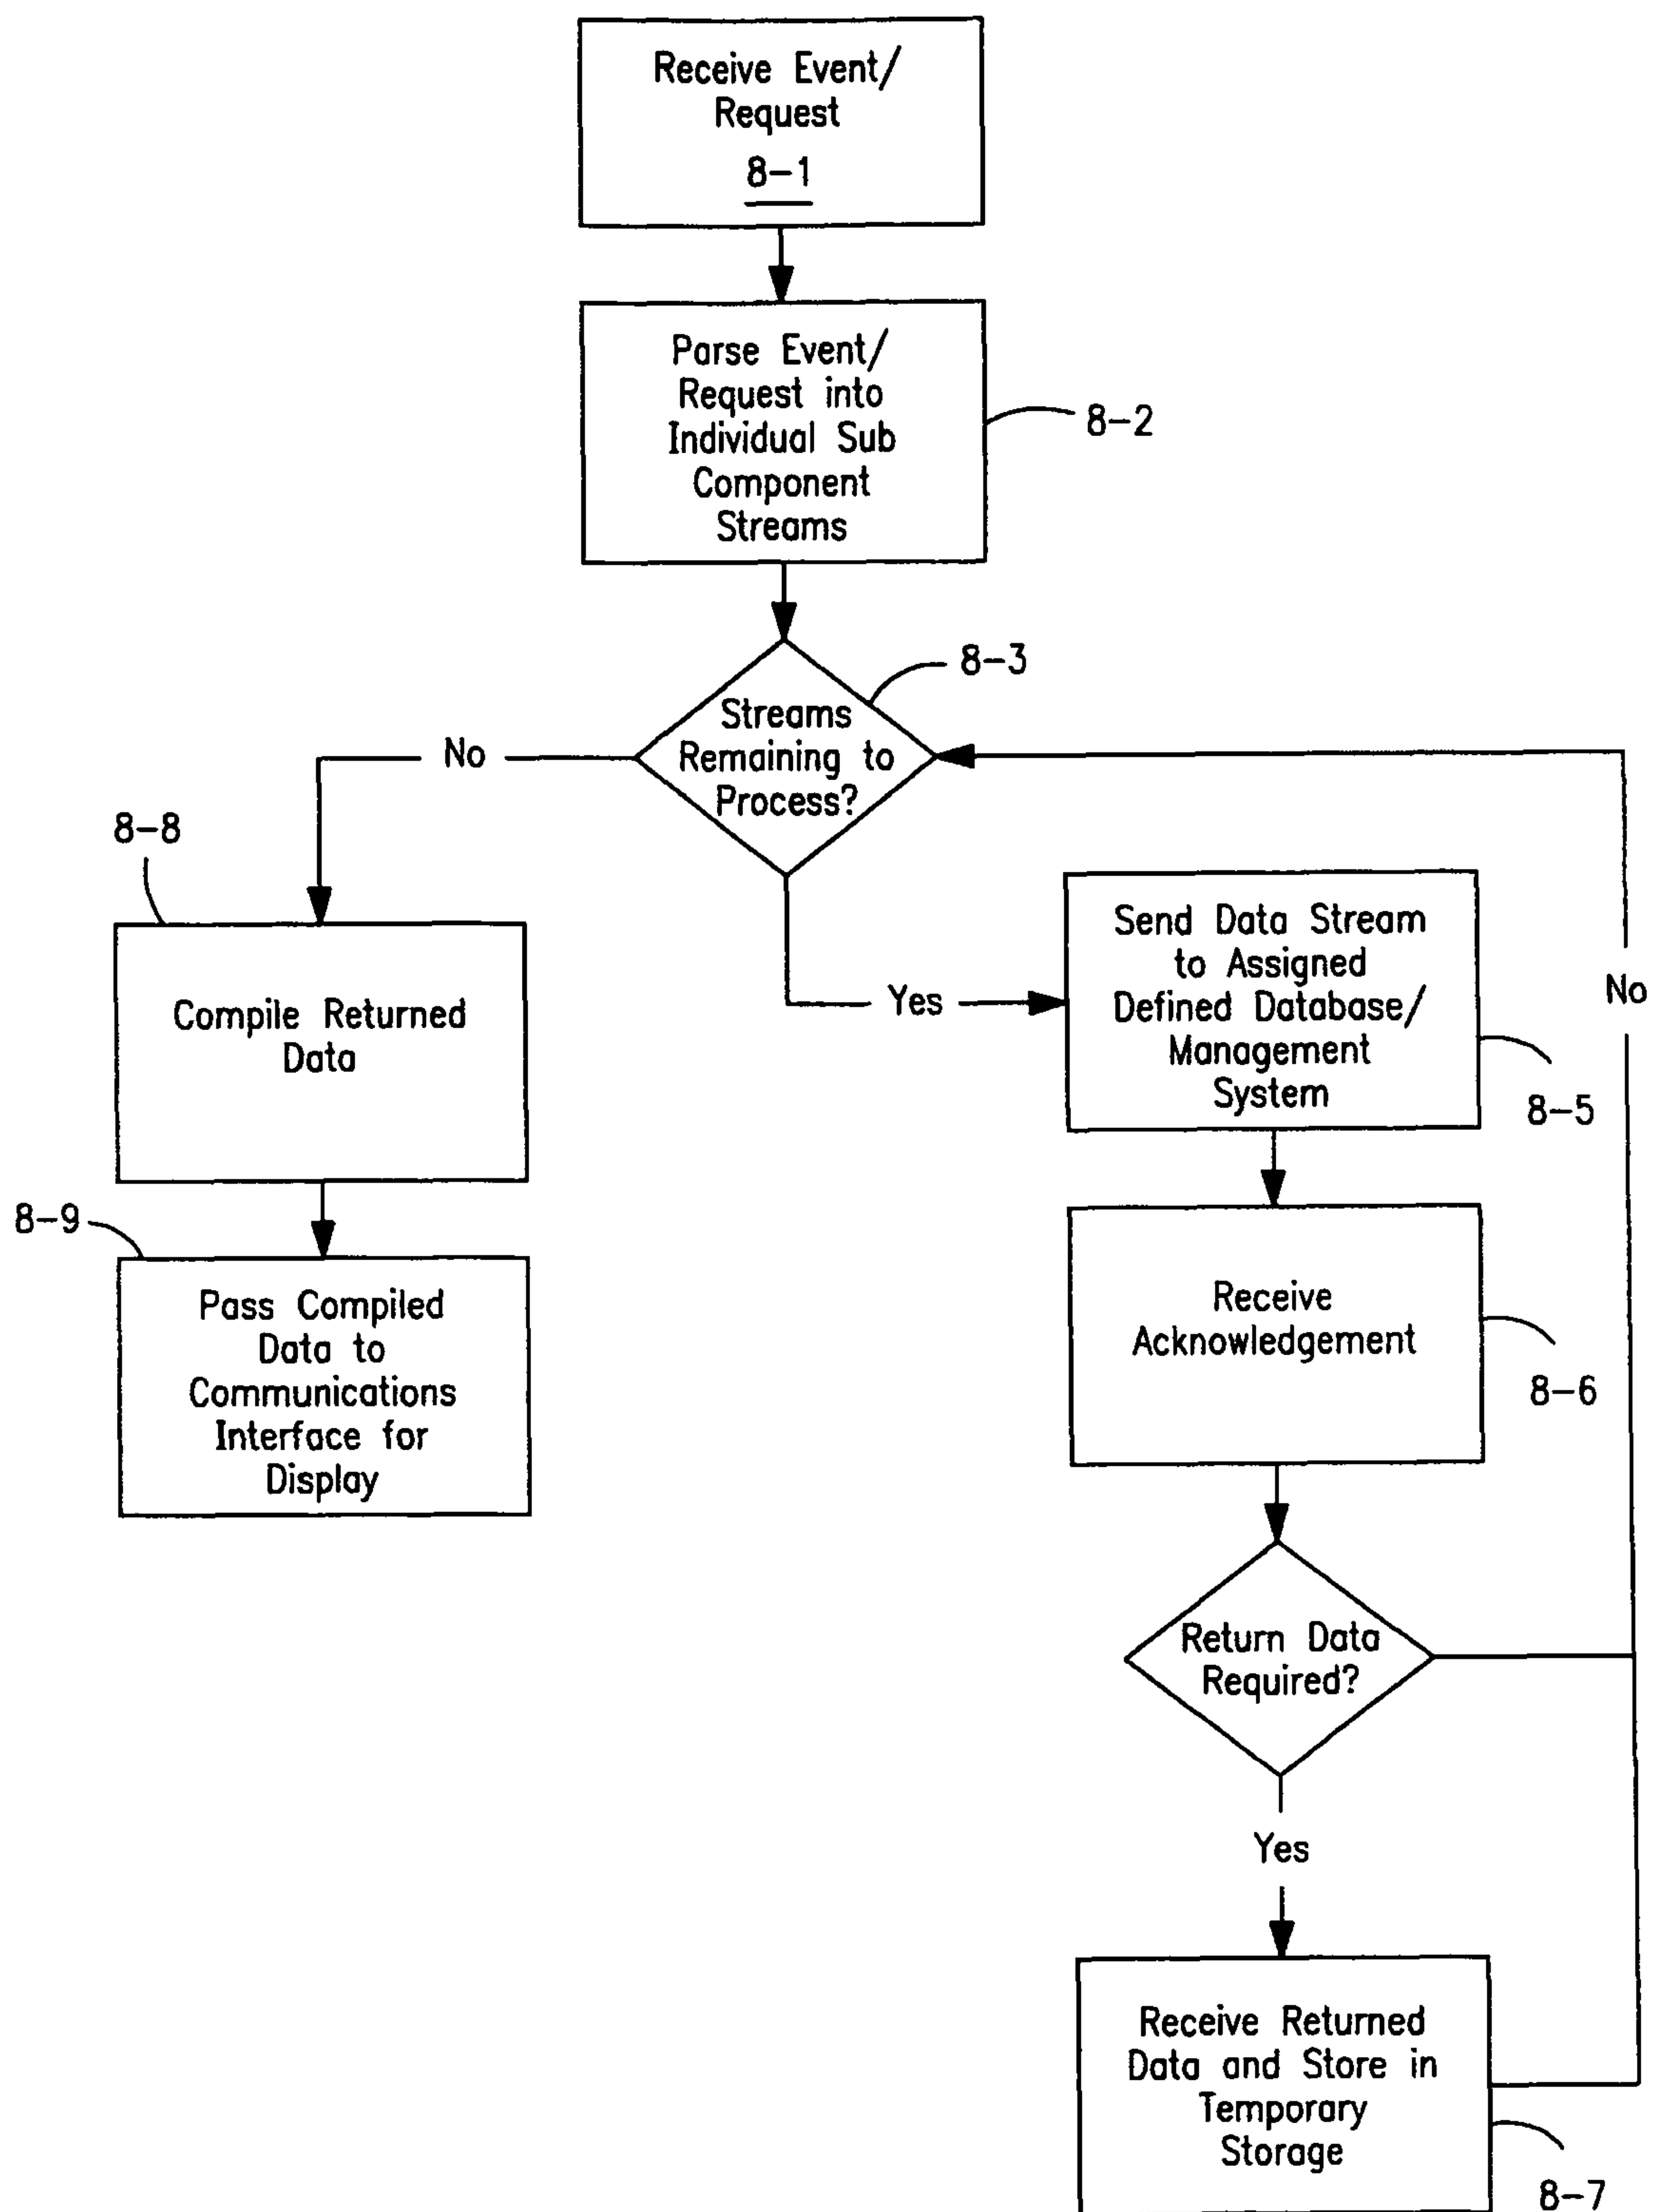 Receive Event/
Request
8-1
Parse Event/
Request into
Individual Sub
Component
Streams
8-2
8-3
Streams
Remaining to
Process?
No
8-8
Compile Returned
Data
8-9
Pass Compiled
Data to
Communications
Interface for
Display
Yes
Send Data Stream
to Assigned
Defined Database/
Management
System
8-5
No
Receive
Acknowledgement
8-6
Return Data
Required?
Yes
Receive Returned
Data and Store in
Temporary
Storage
8-7